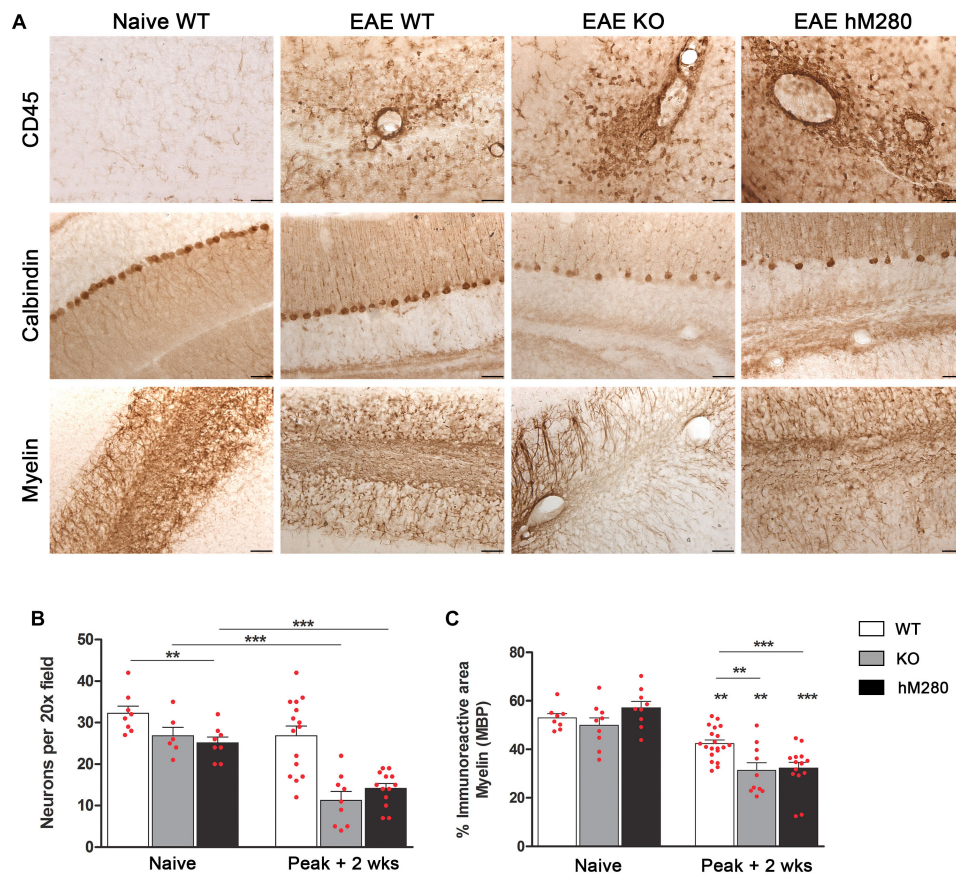 A
Naive WT
EAE WT
EAE KO
EAE hM280
CD45
Calbindin
Myelin
B
Neurons per 20x field
50
40
30
20
10
0
**
***
***
Naive
Peak + 2 wks
C
% Immunoreactive area
Myelin (MBP)
80
60
40
20
0
***
**
** ** ***
Naive
Peak + 2 wks
WT
KO
hM280